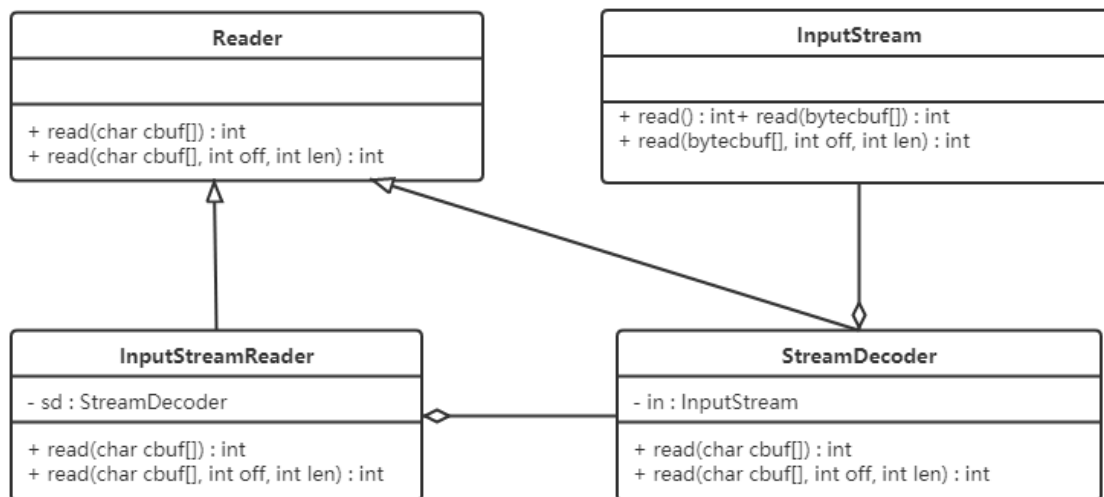 Reader
+ read(char cbuf[]) : int
+ read(char cbuf[], int off, int len) : int
InputStream
+ read() : int+ read(bytecbuf[]) : int
+ read(bytecbuf[], int off, int len) : int
InputStreamReader
- sd : StreamDecoder
+ read(char cbuf[]) : int
+ read(char cbuf[], int off, int len) : int
StreamDecoder
- in : InputStream
+ read(char cbuf[]) : int
+ read(char cbuf[], int off, int len) : int